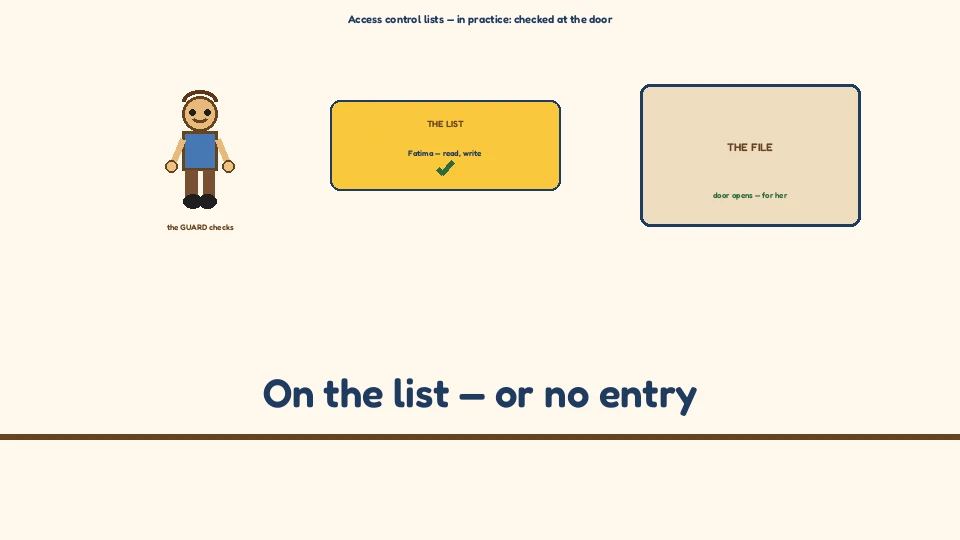 Access control lists — in practice: checked at the door
THE LIST
Fatima — read, write
THE FILE
door opens — for her
the GUARD checks
On the list — or no entry